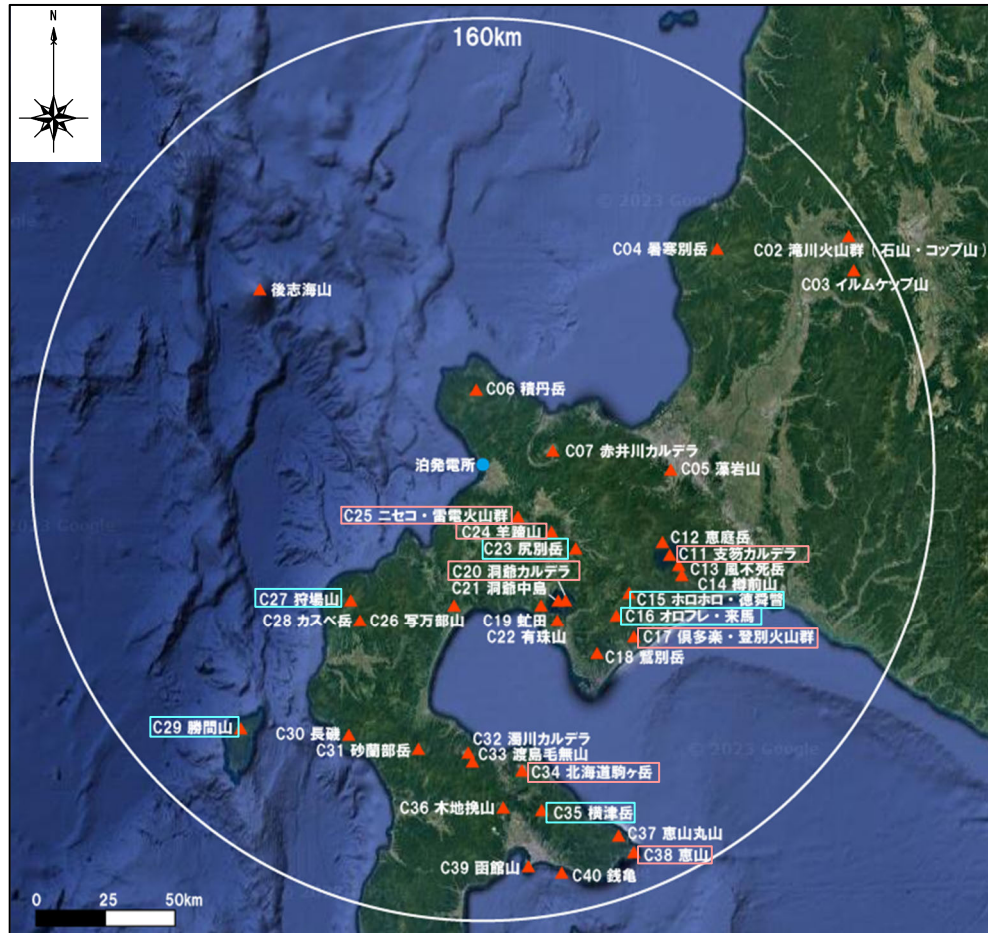 N
160km
© 2023 Google
C04 暑寒別岳
C02 滝川火山群 (石山・コップ山)
C03 イルムケップ山
後志海山
C06 積丹岳
C07 赤井川カルデラ
泊発電所
C05 藻岩山
2023 Google
C25 ニセコ・雷電火山群
C24 羊蹄山
C12 恵庭岳
C23 尻別岳
C11 支笏カルデラ
C13 風不死岳
C20 洞爺カルデラ
C14 樽前山
C21 洞爺中島
C15 ホロホロ・徳舜瞥
C27 狩場山
C16 オロフレ・来馬
C28 カスベ岳
C26 写万部山
C19 虻田
C22 有珠山
C17 倶多楽・登別火山群
C18 鷲別岳
C29 勝澗山
C30 長磯
C32 濁川カルデラ
C31 砂蘭部岳
C33 渡島毛無山
© 2023 Google
C34 北海道駒ヶ岳
C36 木地挽山
C35 横津岳
C37 恵山丸山
C38 恵山
C39 函館山
C40 銭亀
0 25 50km